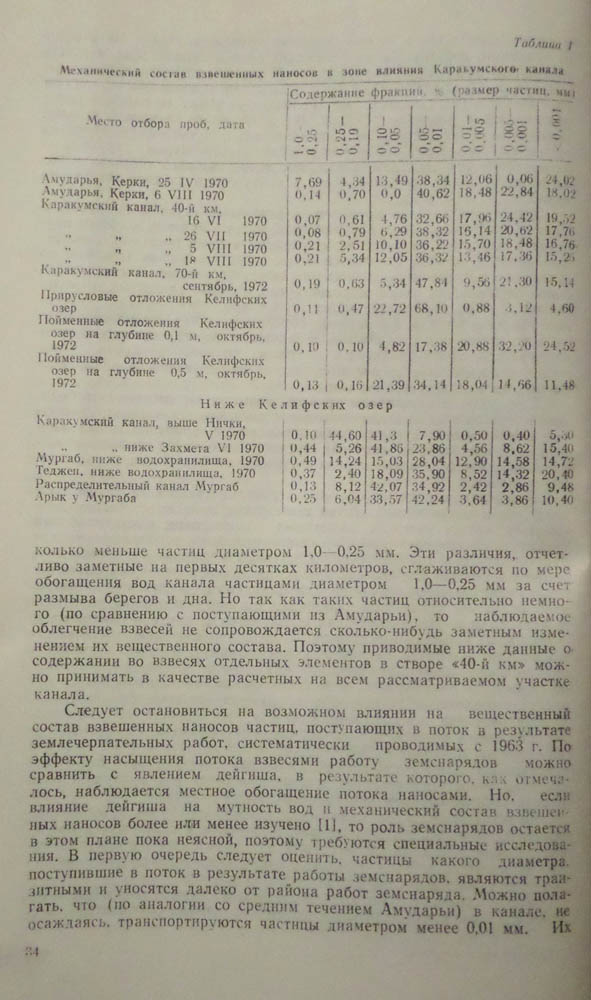 Таблица 1
Механический состав взвешенных наносов в зоне влияния Каракумского канала
Место отбора проб, дата
Содержание фракции, % (размер частиц, мм)
1,0—0,25 0,25—0,10 0,10—0,05 0,05—0,01 0,01—0,005 0,005—0,001 < 0,001
Амударья, Керки, 25 IV 1970 7,69 4,34 13,49 38,34 12,06 0,06 24,02
Амударья, Керки, 6 VIII 1970 0,14 0,70 0,0 40,62 18,48 22,84 18,02
Каракумский канал, 40-й км,
16 VI 1970 0,07 0,61 4,76 32,66 17,96 24,42 19,52
„ „ „ 26 VII 1970 0,08 0,79 6,29 38,32 16,14 20,62 17,76
„ „ „ 5 VIII 1970 0,21 2,51 10,10 36,22 15,70 18,48 16,76
„ „ „ 18 VIII 1970 0,21 5,34 12,05 36,32 13,46 17,36
Каракумский канал, 70-й км,
сентябрь, 1972 0,19 0,63 5,34 47,84 9,56 21,30 15,14
Прирусловые отложения Келифских
озер 0,11 0,47 22,72 68,10 0,88 3,12 4,60
Пойменные отложения Келифских
озер на глубине 0,1 м, октябрь,
1972 0,10 0,10 4,82 17,38 20,88 32,20 24,52
Пойменные отложения Келифских
озер на глубине 0,5 м, октябрь,
1972 0,13 0,16 21,39 34,14 18,04 14,66 11,48
Ниже Келифских озер
Каракумский канал, выше Нички,
V 1970 0,10 44,60 41,3 7,90 0,50 0,40
„ „ ниже Захмета VI 1970 0,44 5,26 41,86 23,86 4,56 8,62 15,40
Мургаб, ниже водохранилища, 1970 0,49 14,24 15,03 28,04 12,90 14,58 14,72
Теджен, ниже водохранилища, 1970 0,37 2,40 18,09 35,90 8,52 14,32 20,40
Распределительный канал Мургаб 0,13 8,12 42,07 34,92 2,42 2,86 9,48
Арык у Мургаба 0,25 6,04 33,57 42,24 3,64 3,86 10,40
колько меньше частиц диаметром 1,0—0,25 мм. Эти различия, отчет-
ливо заметные на первых десятках километров, сглаживаются по мере
обогащения вод канала частицами диаметром 1,0—0,25 мм за счет
размыва берегов и дна. Но так как таких частиц относительно немно-
го (по сравнению с поступающими из Амударьи), то наблюдаемое
облегчение взвесей не сопровождается сколько-нибудь заметным изме-
нением их вещественного состава. Поэтому приводимые ниже данные о
содержании во взвесях отдельных элементов в створе «40-й км» мож-
но принимать в качестве расчетных на всем рассматриваемом участке
канала.
Следует остановиться на возможном влиянии на вещественный
состав взвешенных наносов частиц, поступающих в поток в результате
землечерпательных работ, систематически проводимых с 1963 г. По
эффекту насыщения потока взвесями работу земснарядов можно
сравнить с явлением дейгиша, в результате которого, как отмеча-
лось, наблюдается местное обогащение потока наносами. Но, если
влияние дейгиша на мутность вод и механический состав взвешен-
ных наносов более или менее изучено [1], то роль земснарядов остается
в этом плане пока неясной, поэтому требуются специальные исследова-
ния. В первую очередь следует оценить, частицы какого диаметра,
поступившие в поток в результате работы земснарядов, являются тран-
зитными и уносятся далеко от района работ земснаряда. Можно пола-
гать, что (по аналогии со средним течением Амударьи) в канале, не
осаждаясь, транспортируются частицы диаметром менее 0,01 мм. Их
34